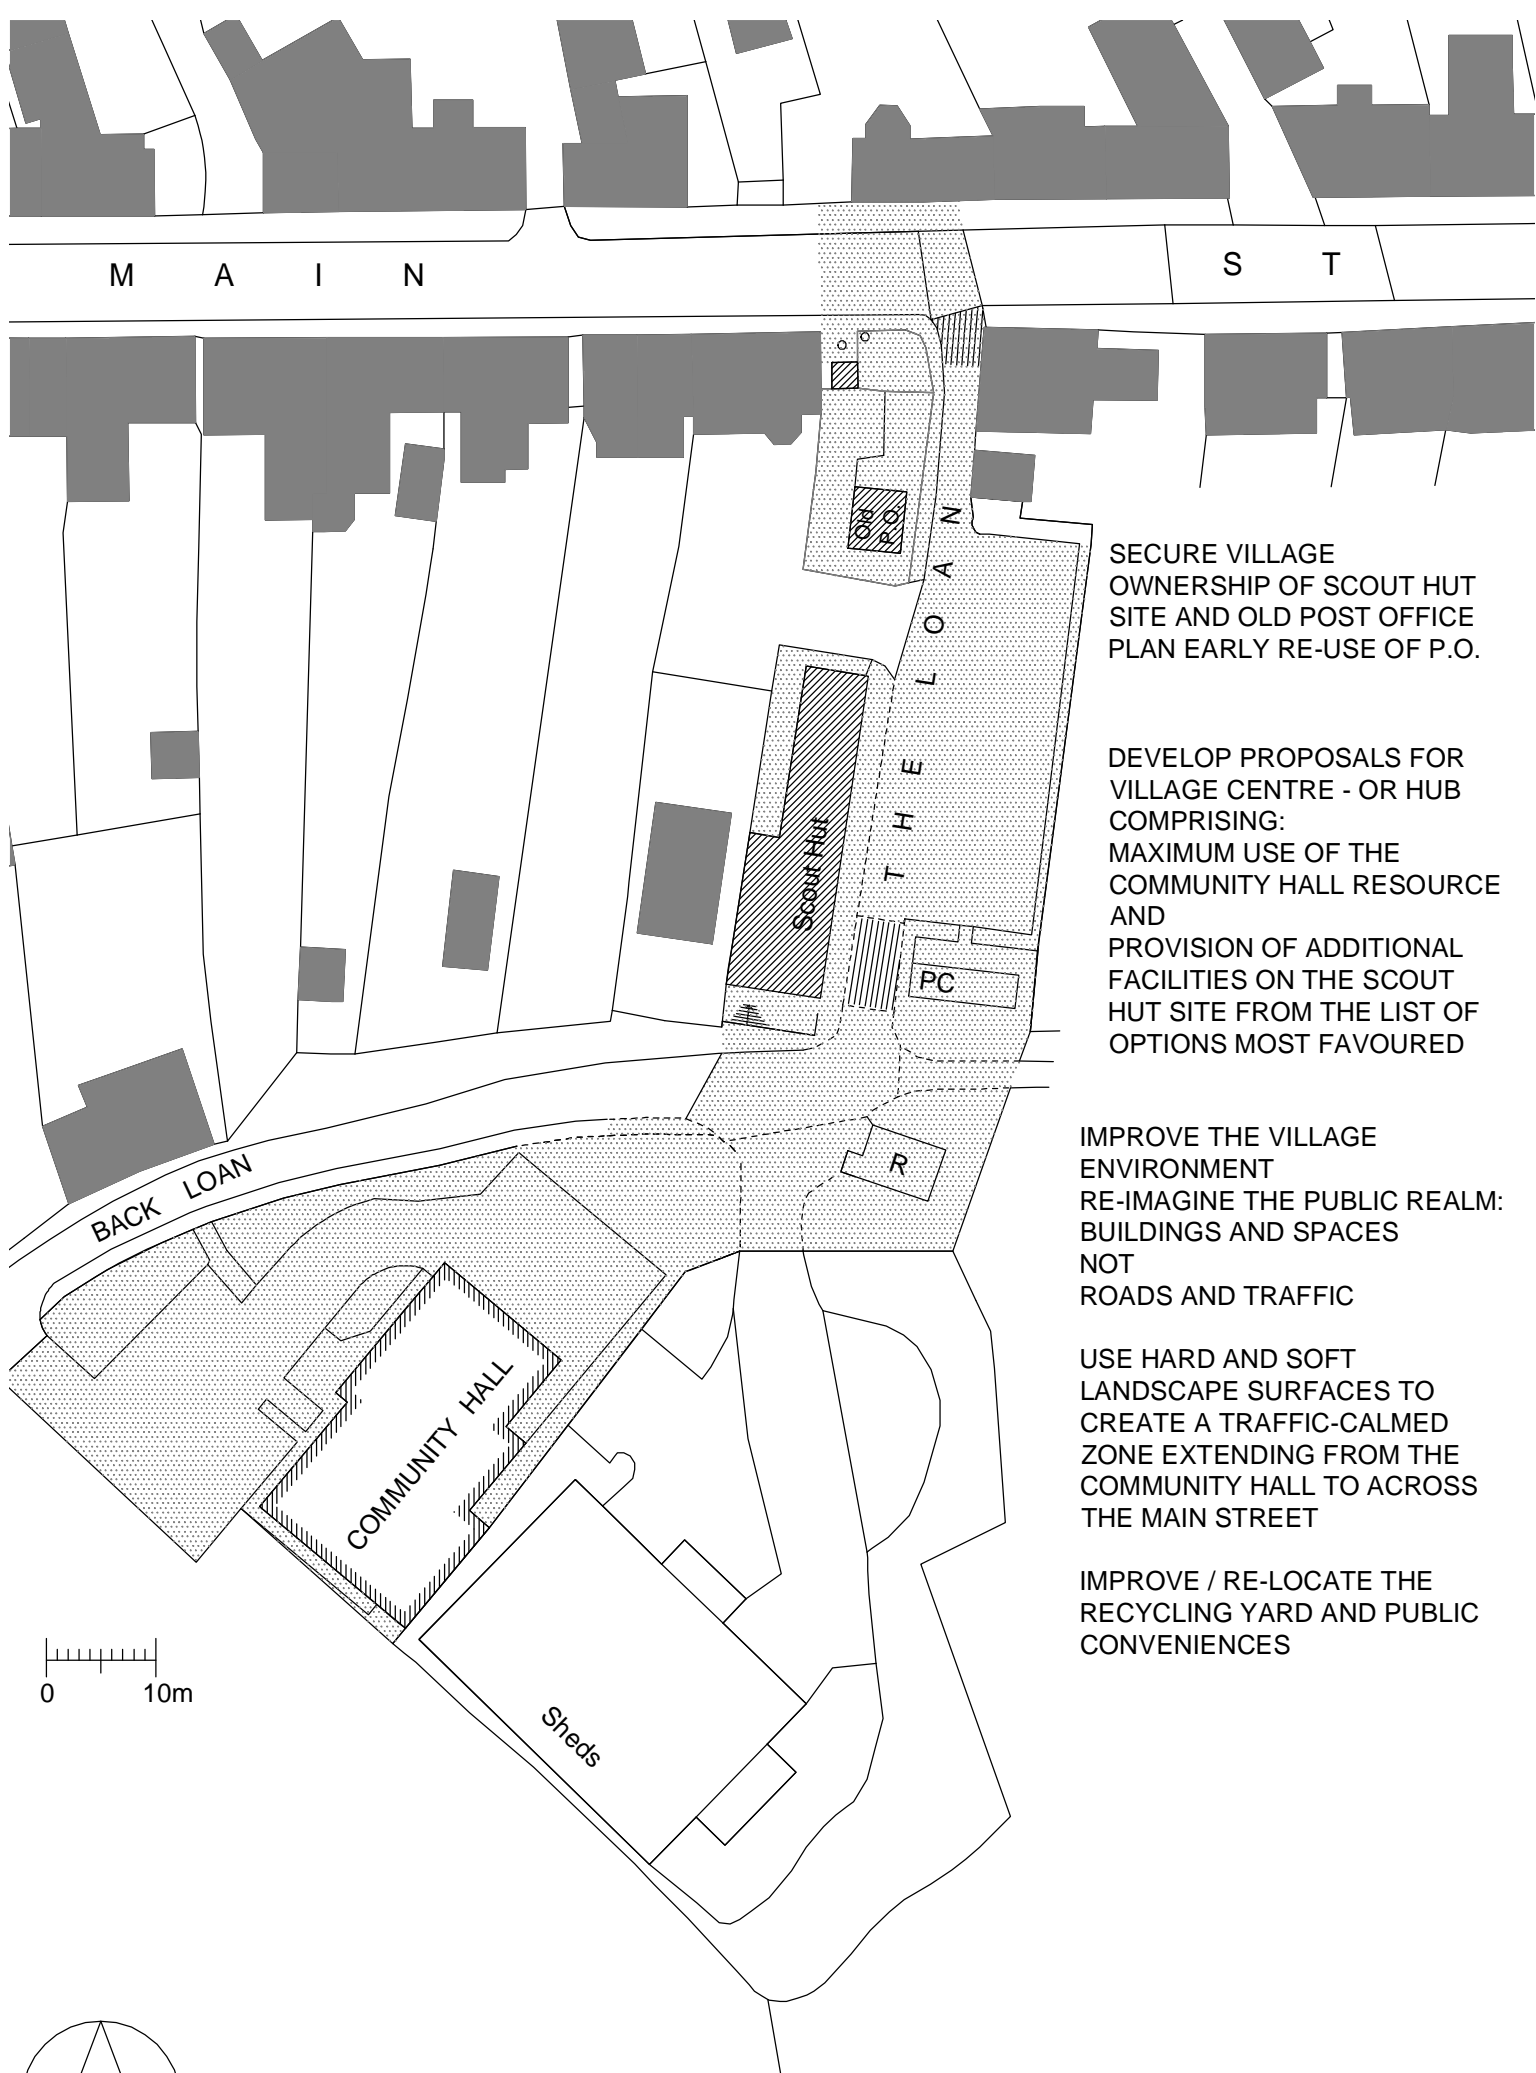 M A I N S T
Old
P.O.
THE LOAN
SECURE VILLAGE
OWNERSHIP OF SCOUT HUT
SITE AND OLD POST OFFICE
PLAN EARLY RE-USE OF P.O.
Scout Hut
DEVELOP PROPOSALS FOR
VILLAGE CENTRE - OR HUB
COMPRISING:
MAXIMUM USE OF THE
COMMUNITY HALL RESOURCE
AND
PROVISION OF ADDITIONAL
FACILITIES ON THE SCOUT
HUT SITE FROM THE LIST OF
OPTIONS MOST FAVOURED
PC
R
BACK LOAN
IMPROVE THE VILLAGE
ENVIRONMENT
RE-IMAGINE THE PUBLIC REALM:
BUILDINGS AND SPACES
NOT
ROADS AND TRAFFIC
COMMUNITY HALL
USE HARD AND SOFT
LANDSCAPE SURFACES TO
CREATE A TRAFFIC-CALMED
ZONE EXTENDING FROM THE
COMMUNITY HALL TO ACROSS
THE MAIN STREET
IMPROVE / RE-LOCATE THE
RECYCLING YARD AND PUBLIC
CONVENIENCES
0 10m
Sheds